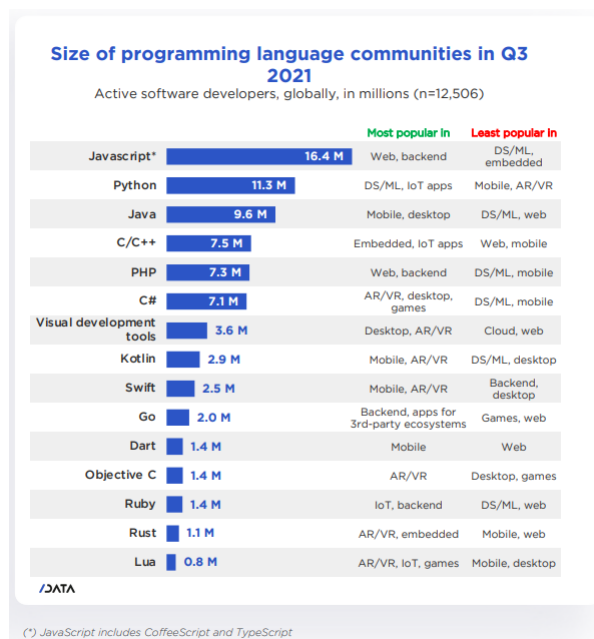 Size of programming language communities in Q3
2021
Active software developers, globally, in millions (n=12,506)
Most popular in Least popular in
Javascript* 16.4 M Web, backend DS/ML,
embedded
Python 11.3 M DS/ML, IoT apps Mobile, AR/VR
Java 9.6 M Mobile, desktop DS/ML, web
C/C++ 7.5 M Embedded, IoT apps Web, mobile
PHP 7.3 M Web, backend DS/ML, mobile
C# 7.1 M AR/VR, desktop,
games DS/ML, mobile
Visual development
tools 3.6 M Desktop, AR/VR Cloud, web
Kotlin 2.9 M Mobile, AR/VR DS/ML, desktop
Swift 2.5 M Mobile, AR/VR Backend,
desktop
Go 2.0 M Backend, apps for
3rd-party ecosystems Games, web
Dart 1.4 M Mobile Web
Objective C 1.4 M AR/VR Desktop, games
Ruby 1.4 M IoT, backend DS/ML, web
Rust 1.1 M AR/VR, embedded Mobile, web
Lua 0.8 M AR/VR, IoT, games Mobile, desktop
/DATA
(*) JavaScript includes CoffeeScript and TypeScript